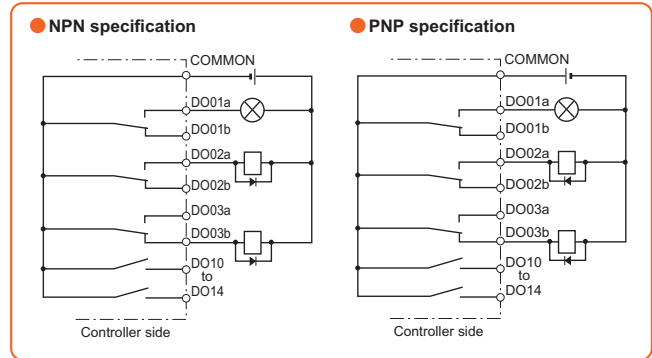 NPN specification
COMMON
DO01a
DO01b
DO02a
DO02b
DO03a
DO03b
DO10
to
DO14
Controller side
PNP specification
COMMON
DO01a
DO01b
DO02a
DO02b
DO03a
DO03b
DO10
to
DO14
Controller side